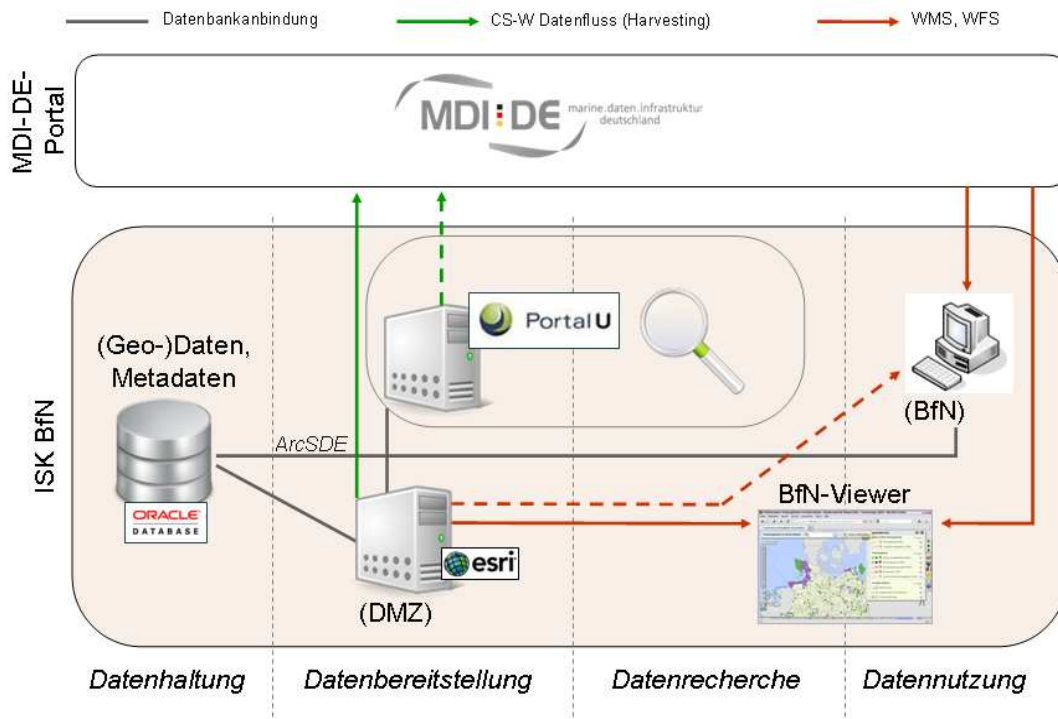 Datenbankanbindung
CS-W Datenfluss (Harvesting)
WMS, WFS
MDI-DE-
Portal
MDI:DE
marine.daten.infrastruktur
deutschland
ISK BfN
(Geo-)Daten,
Metadaten
ORACLE
DATABASE
ArcSDE
Portal U
esri
(DMZ)
(BfN)
BfN-Viewer
Datenhaltung
Datenbereitstellung
Datenrecherche
Datennutzung